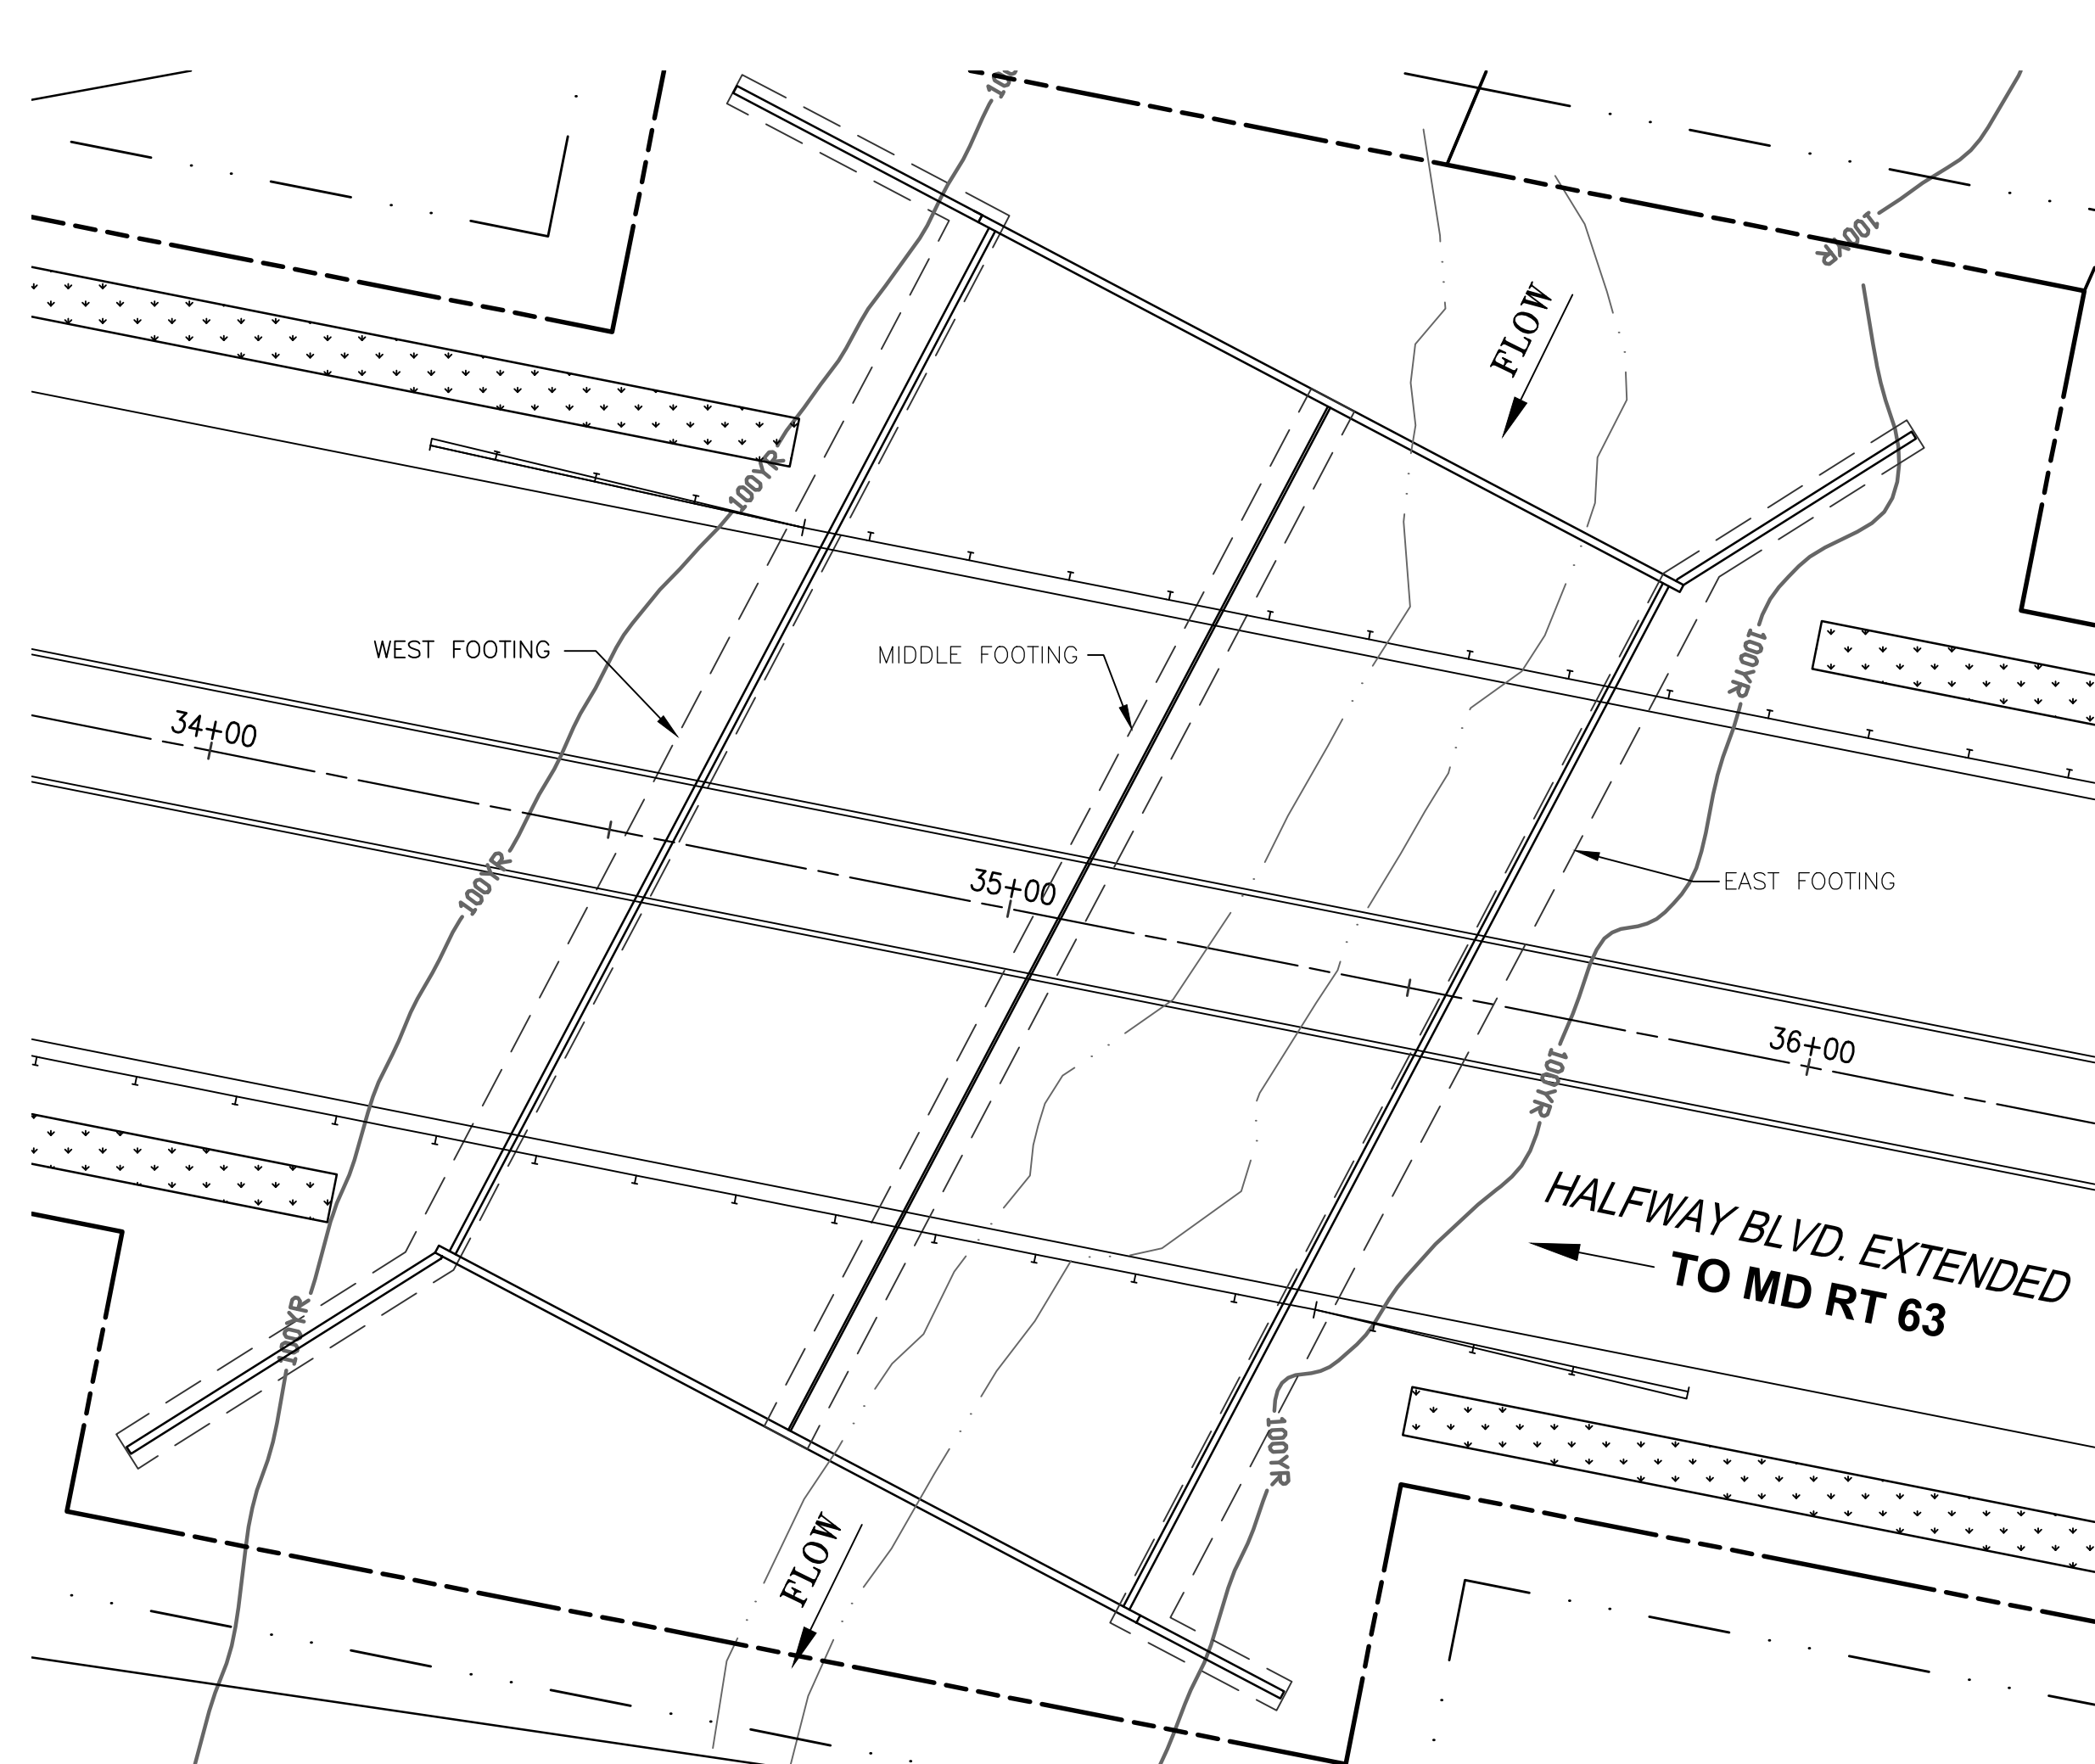 100YR
FLOW
100YR
WEST FOOTING
MIDDLE FOOTING
100YR
34+00
100YR
35+00
EAST FOOTING
36+00
100YR
HALFWAY BLVD. EXTENDED
TO MD RT 63
100YR
100YR
FLOW